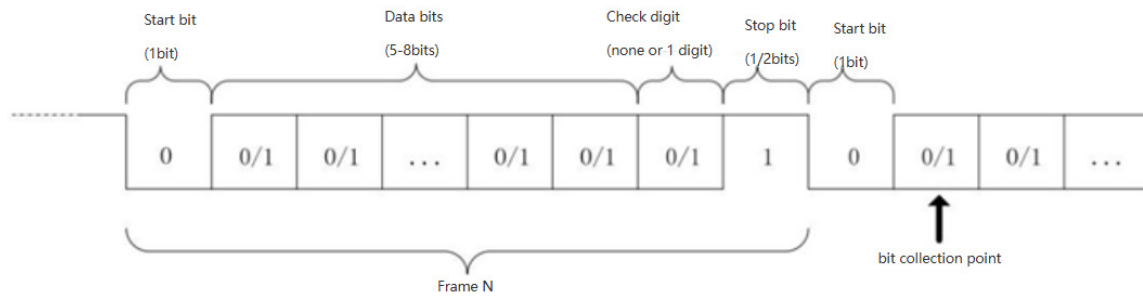 Start bit
(1bit)
Data bits
(5-8bits)
Check digit
(none or 1 digit)
Stop bit
(1/2bits)
Start bit
(1bit)
0 0/1 0/1 ... 0/1 0/1 0/1 1 0 0/1 0/1 ...
bit collection point
Frame N